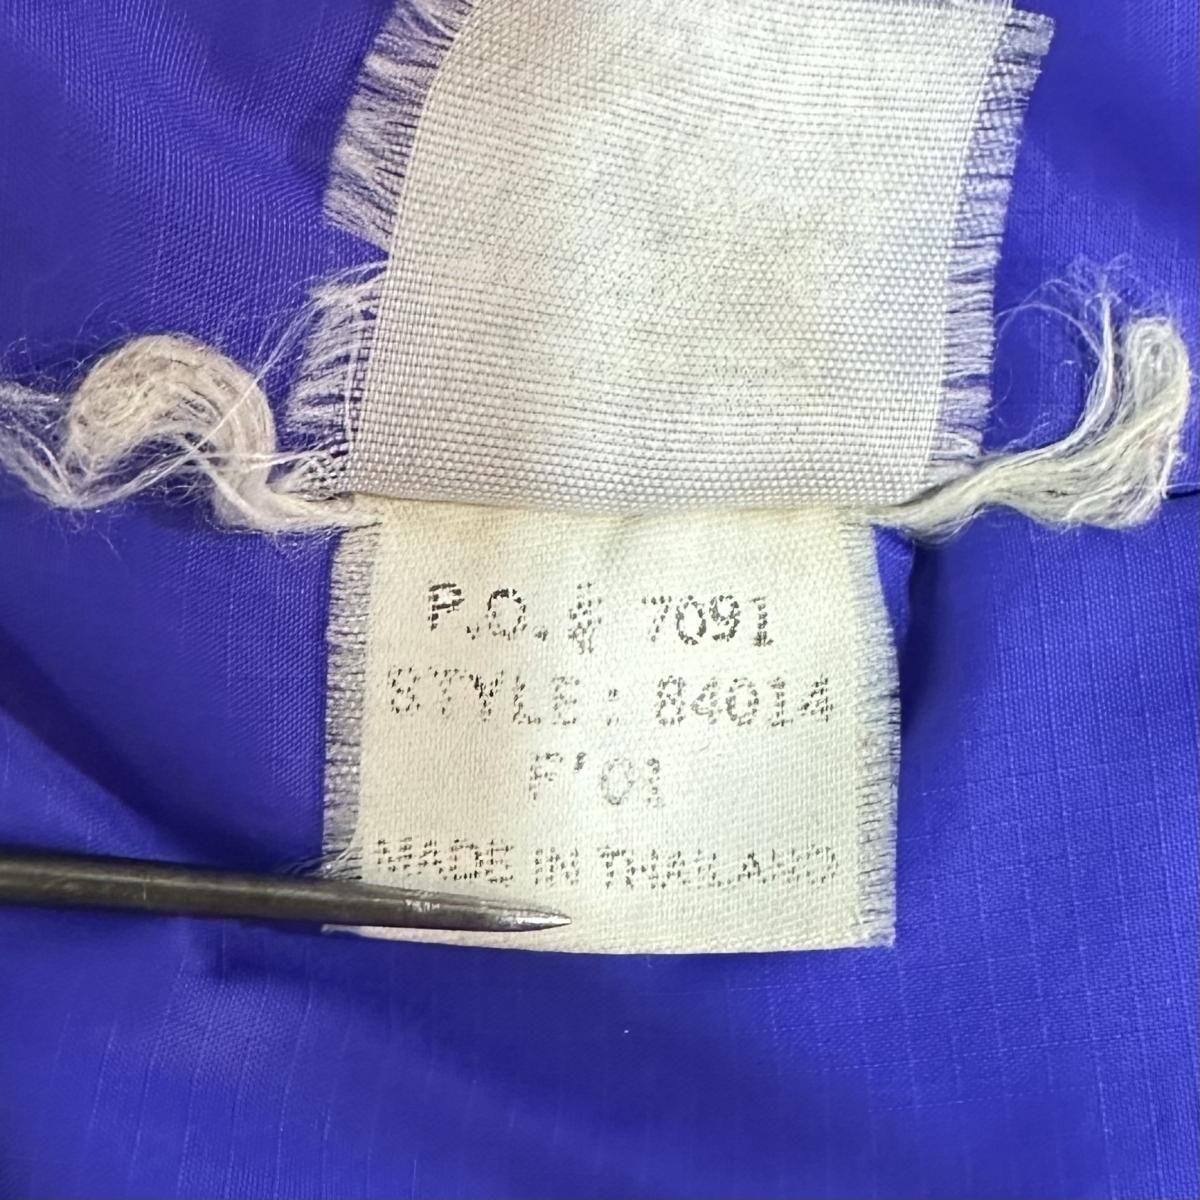 P.O.# 7091
STYLE: 84014
F'01
MADE IN THAILAND